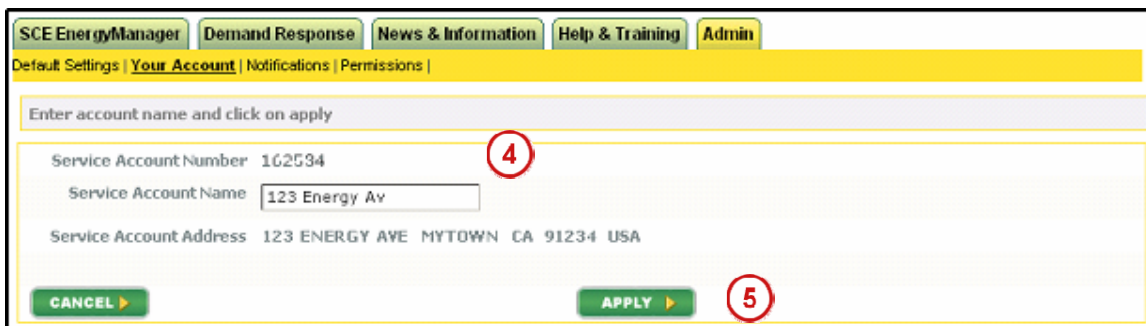 SCE EnergyManager Demand Response News & Information Help & Training Admin
Default Settings | Your Account | Notifications | Permissions |
Enter account name and click on apply
Service Account Number 162534 4
Service Account Name 123 Energy Av
Service Account Address 123 ENERGY AVE MYTOWN CA 91234 USA
CANCEL APPLY 5